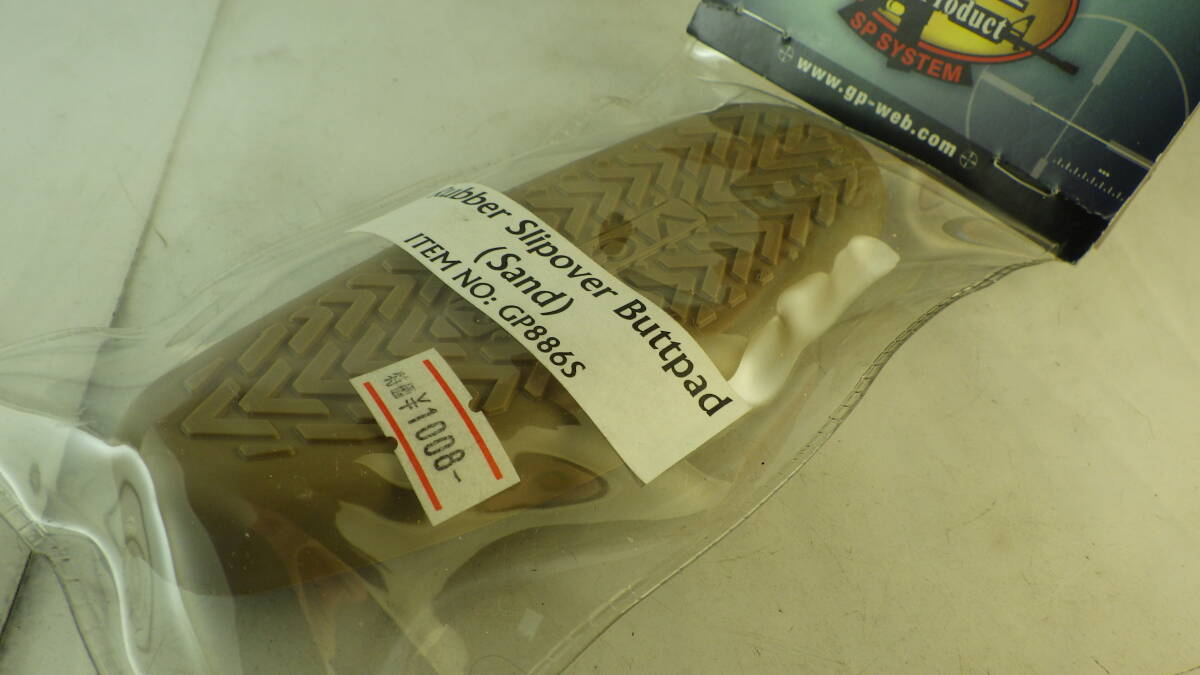 Product
SP SYSTEM
www.gp-web.com
Rubber Slipover Buttpad
(Sand)
ITEM NO: GP886S
¥1008-